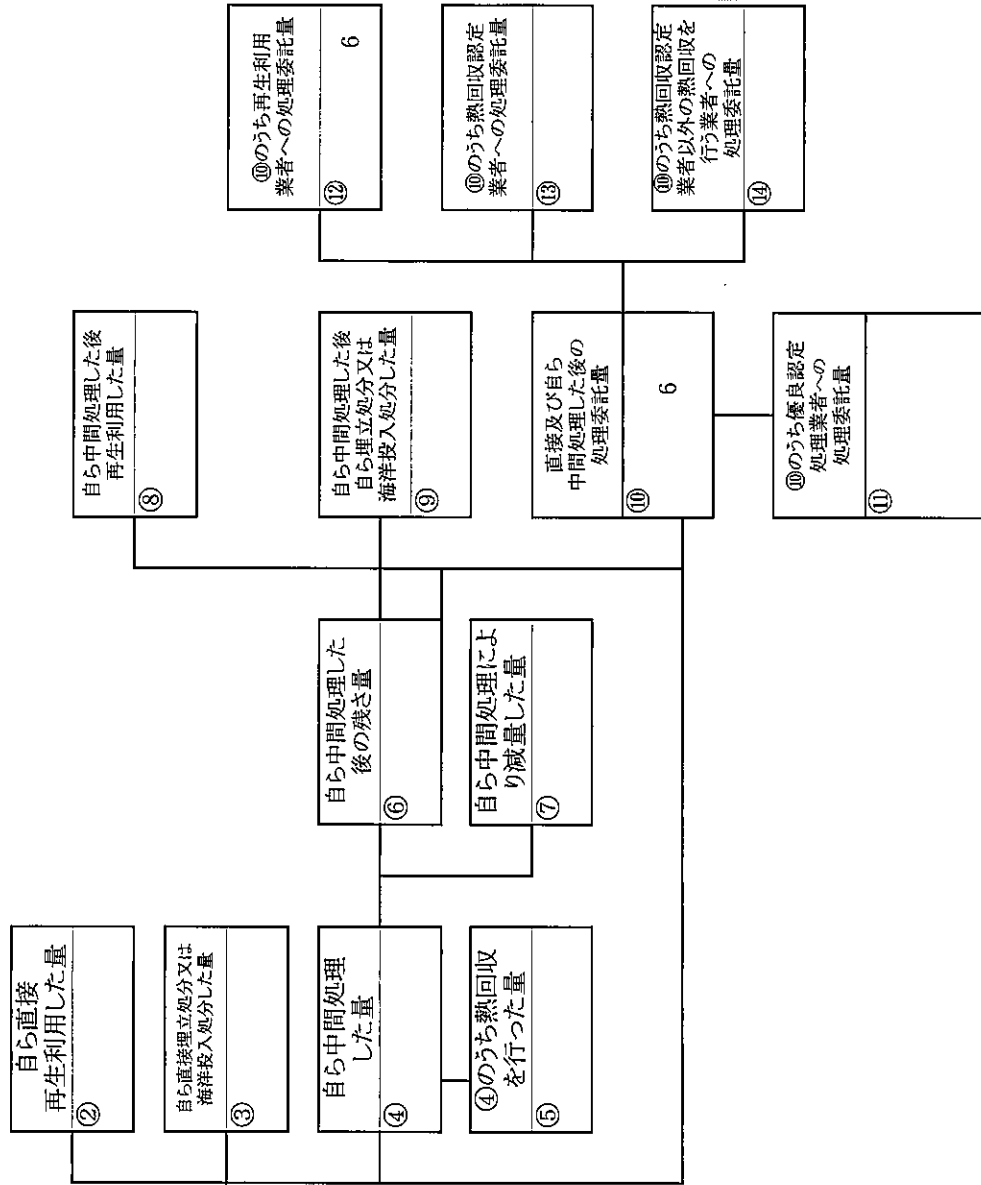 自ら直接
再生利用した量
②
自ら直接埋立処分又は
海洋投入処分した量
③
自ら中間処理
した量
④
④のうち熱回収
を行った量
⑤
自ら中間処理した
後の残さ量
⑥
自ら中間処理によ
り減量した量
⑦
自ら中間処理した後
再生利用した量
⑧
自ら中間処理した後
自ら埋立処分又は
海洋投入処分した量
⑨
直接及び自ら
中間処理した後の
処理委託量
⑩
6
⑩のうち優良認定
処理業者への
処理委託量
⑪
⑩のうち再生利用
業者への処理委託量
⑫
6
⑩のうち熱回収認定
業者への処理委託量
⑬
⑩のうち熱回収認定
業者以外の熱回収を
行う業者への
処理委託量
⑭